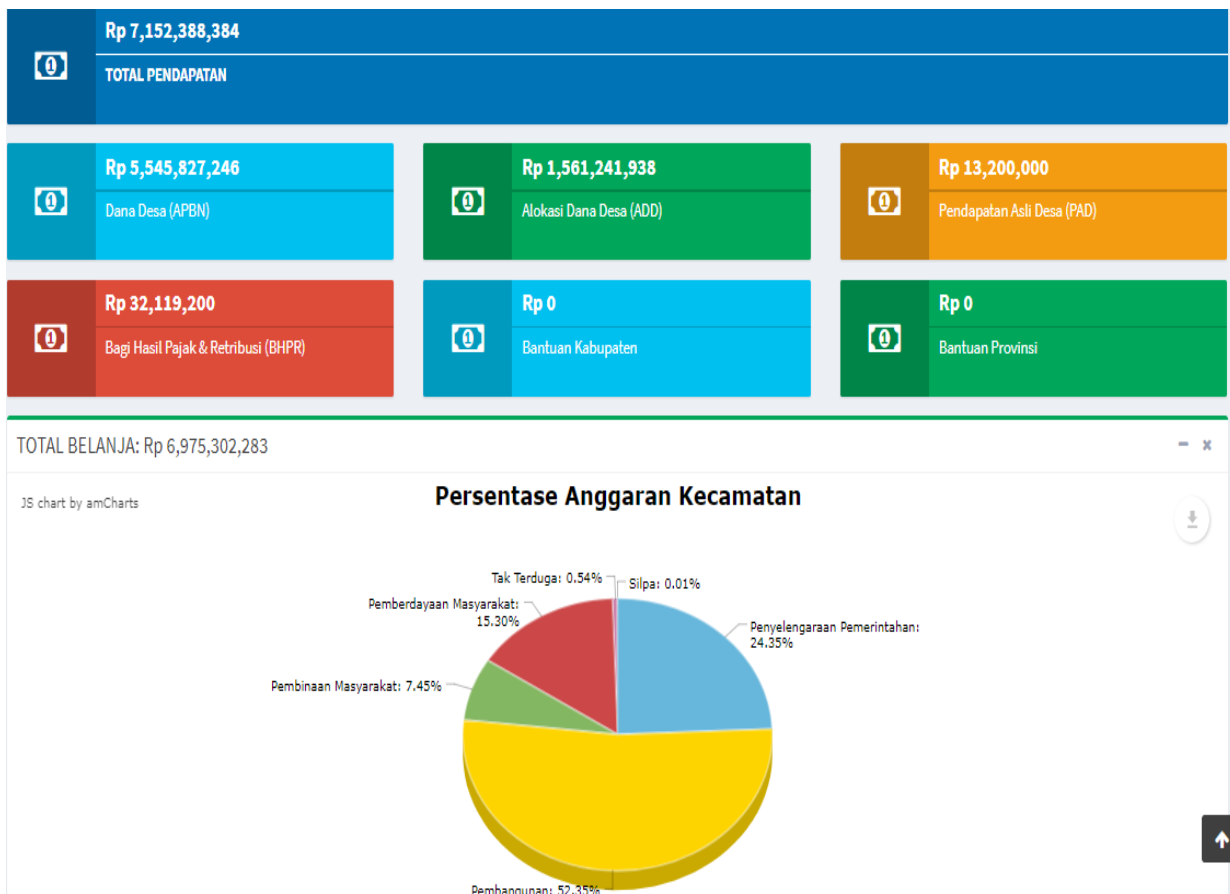 Rp 7,152,388,384
TOTAL PENDAPATAN
Rp 5,545,827,246
Dana Desa (APBN)
Rp 1,561,241,938
Alokasi Dana Desa (ADD)
Rp 13,200,000
Pendapatan Asli Desa (PAD)
Rp 32,119,200
Bagi Hasil Pajak & Retribusi (BHPR)
Rp 0
Bantuan Kabupaten
Rp 0
Bantuan Provinsi
TOTAL BELANJA: Rp 6,975,302,283
JS chart by amCharts
Persentase Anggaran Kecamatan
Tak Terduga: 0.54%
Silpa: 0.01%
Pemberdayaan Masyarakat:
15.30%
Penyelengaraan Pemerintahan:
24.35%
Pembinaan Masyarakat: 7.45%
Pembangunan: 52.35%